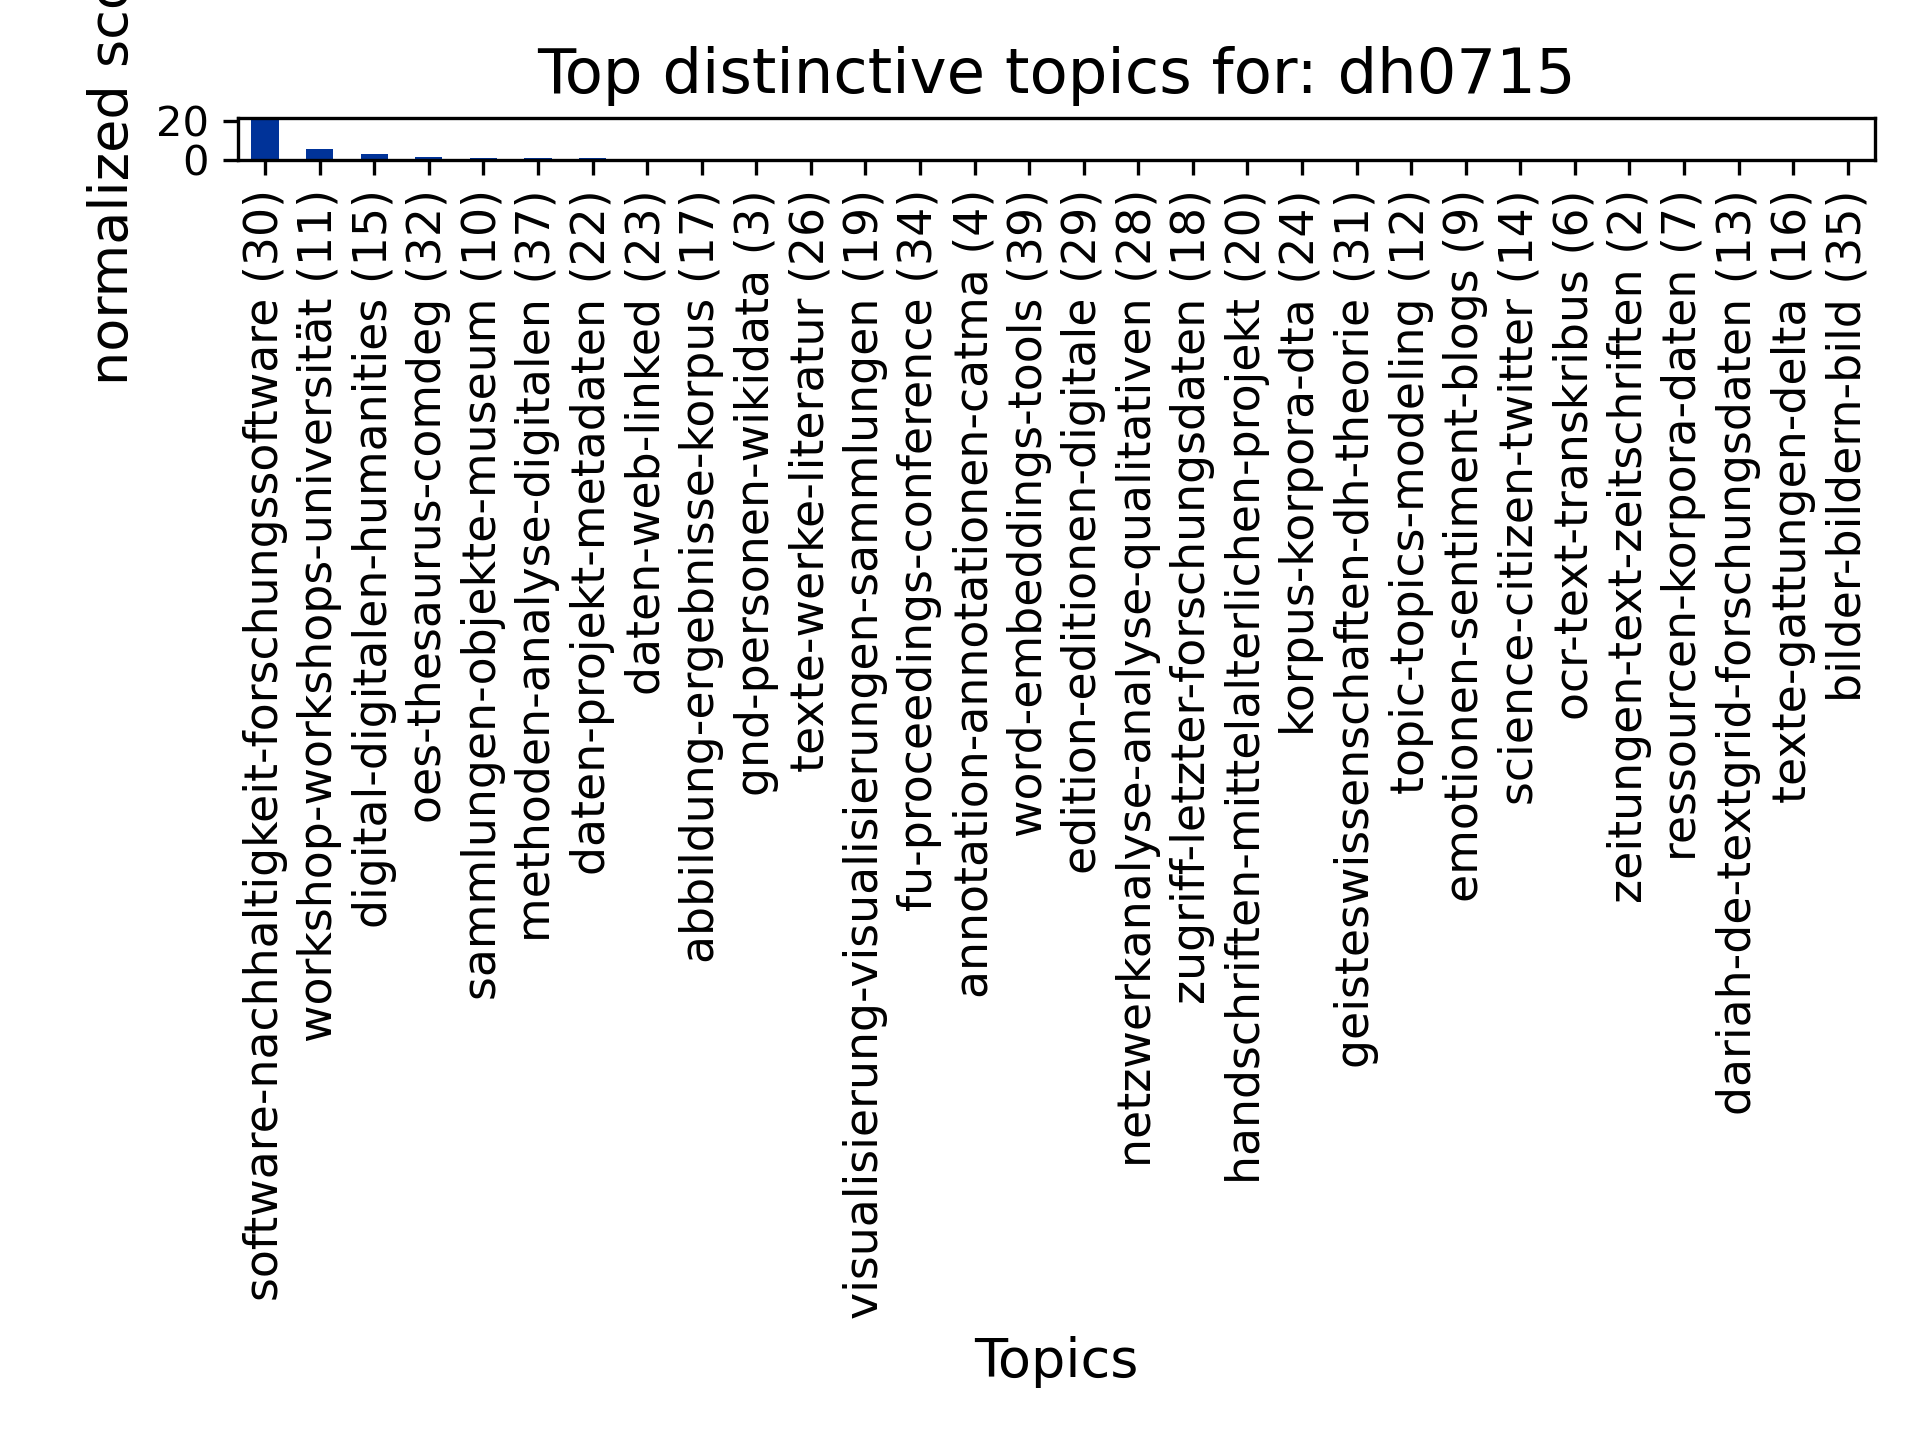 Top distinctive topics for: dh0715
normalized sco
20
0
software-nachhaltigkeit-forschungssoftware (30)
workshop-workshops-universität (11)
digital-digitalen-humanities (15)
oes-thesaurus-comdeg (32)
sammlungen-objekte-museum (10)
methoden-analyse-digitalen (37)
daten-projekt-metadaten (22)
daten-web-linked (23)
abbildung-ergebnisse-korpus (17)
gnd-personen-wikidata (3)
texte-werke-literatur (26)
visualisierung-visualisierungen-sammlungen (19)
fu-proceedings-conference (34)
annotation-annotationen-catma (4)
word-embeddings-tools (39)
edition-editionen-digitale (29)
netzwerkanalyse-analyse-qualitativen (28)
zugriff-letzter-forschungsdaten (18)
handschriften-mittelalterlichen-projekt (20)
korpus-korpora-dta (24)
geisteswissenschaften-dh-theorie (31)
topic-topics-modeling (12)
emotionen-sentiment-blogs (9)
science-citizen-twitter (14)
ocr-text-transkribus (6)
zeitungen-text-zeitschriften (2)
ressourcen-korpora-daten (7)
dariah-de-textgrid-forschungsdaten (13)
texte-gattungen-delta (16)
bilder-bildern-bild (35)
Topics